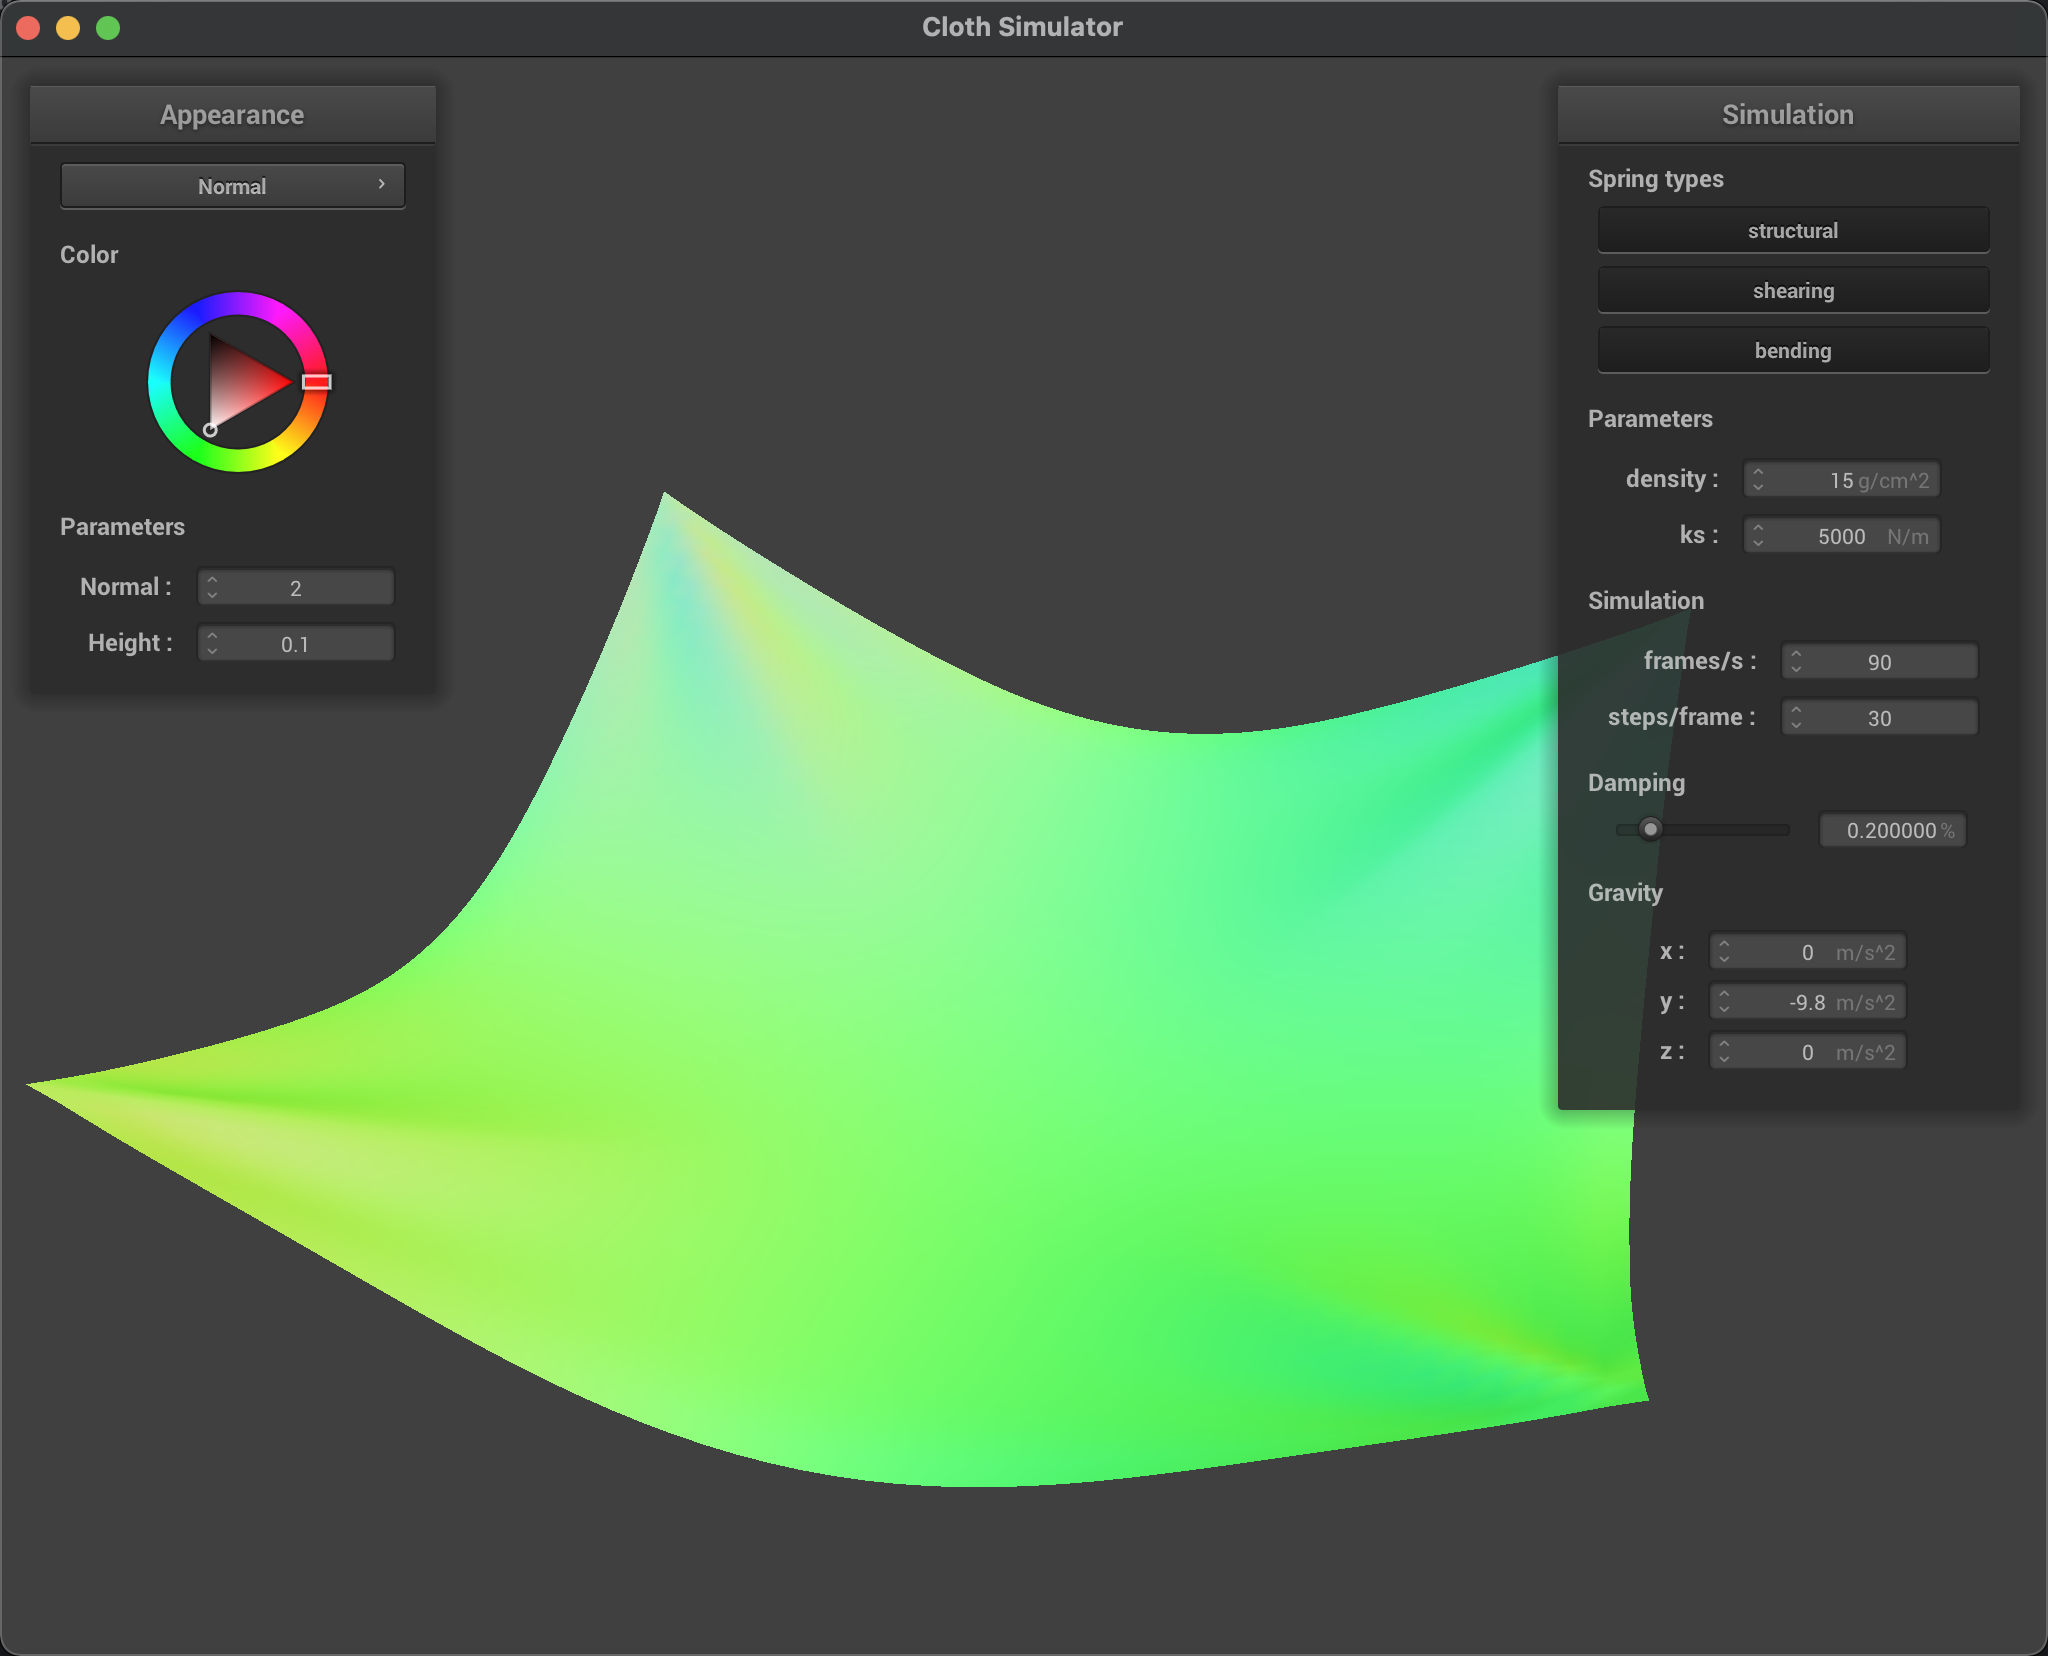 Cloth Simulator
Appearance
Normal
Color
Parameters
Normal : 2
Height : 0.1
Simulation
Spring types
structural
shearing
bending
Parameters
density : 15 g/cm^2
ks : 5000 N/m
Simulation
frames/s : 90
steps/frame : 30
Damping
0.200000 %
Gravity
x : 0 m/s^2
y : -9.8 m/s^2
z : 0 m/s^2